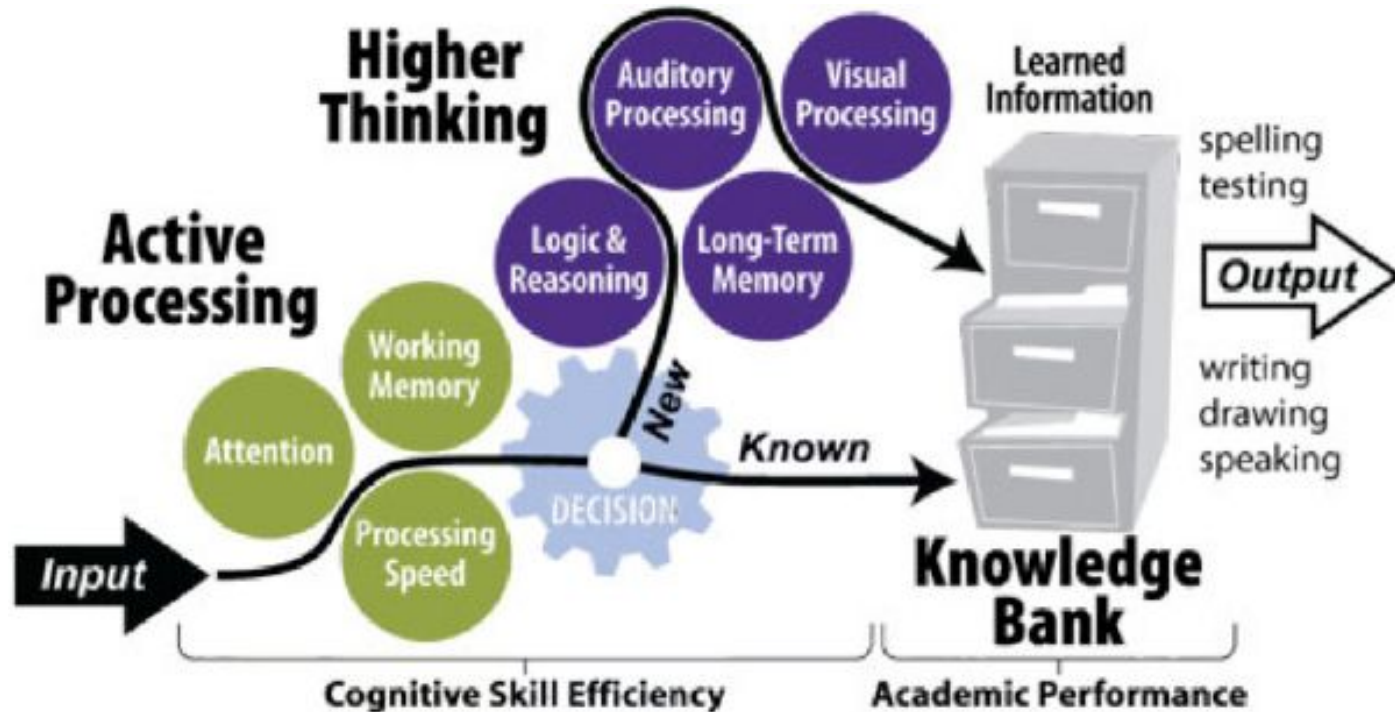 Higher
Thinking
Auditory
Processing
Visual
Processing
Learned
Information
spelling
testing
Active
Processing
Logic &
Reasoning
Long-Term
Memory
Output
Working
Memory
Attention
New
Known
writing
drawing
speaking
DECISION
Processing
Speed
Input
Knowledge
Bank
Cognitive Skill Efficiency
Academic Performance